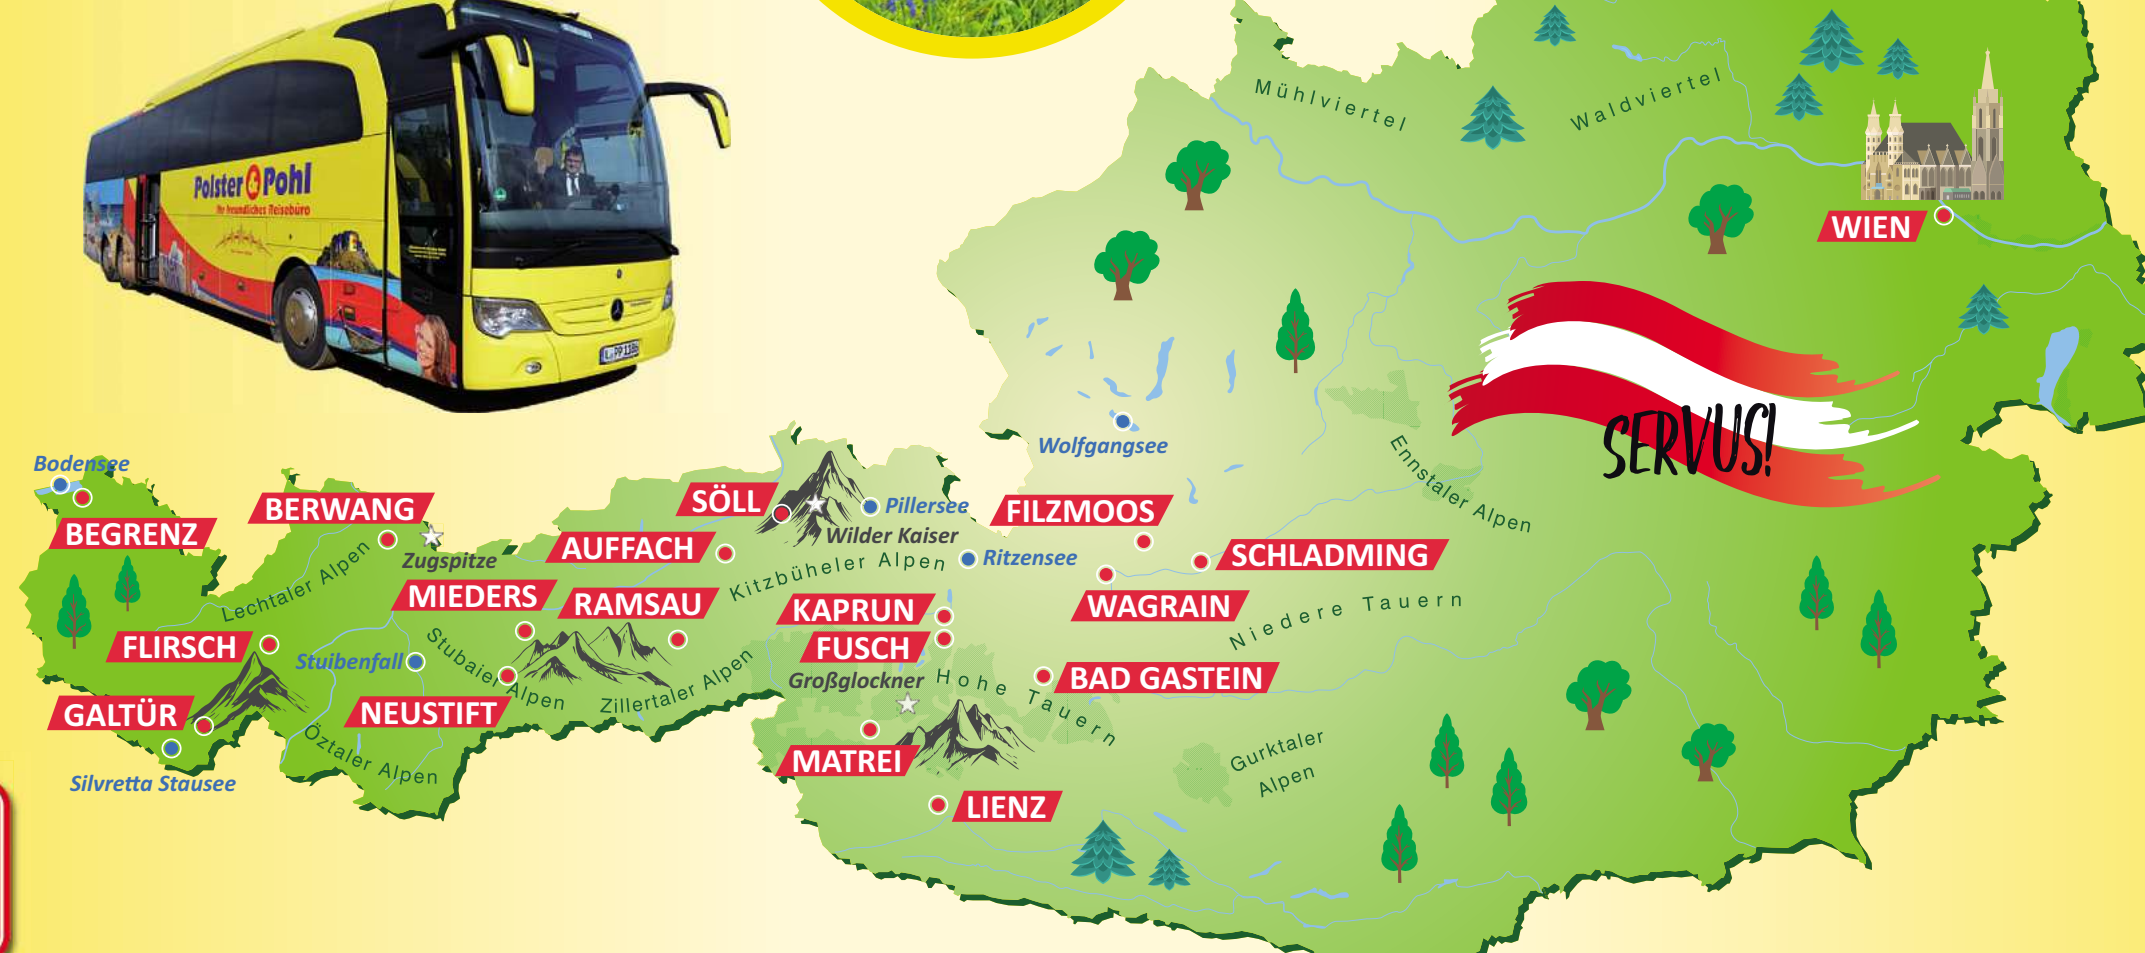 Polster & Pohl
Ihr freundliches Reisebüro
Mühlviertel
Waldviertel
WIEN
SERVUS!
Bodensee
BEGRENZ
BERWANG
Zugspitze
Lechtaler Alpen
SÖLL
Pillersee
Wilder Kaiser
AUFFACH
Kitzbüheler Alpen
Ritzensee
Wolfgangsee
FILZMOOS
SCHLADMING
WAGRAIN
Ennstaler Alpen
Niedere Tauern
MIEDERS
RAMSAU
KAPRUN
FUSCH
Großglockner
Hohe Tauern
BAD GASTEIN
FLIRSCH
Stuibenfall
Stubaier Alpen
Zillertaler Alpen
GALTÜR
NEUSTIFT
Silvretta Stausee
Öztaler Alpen
MATREI
LIENZ
Gurktaler
Alpen